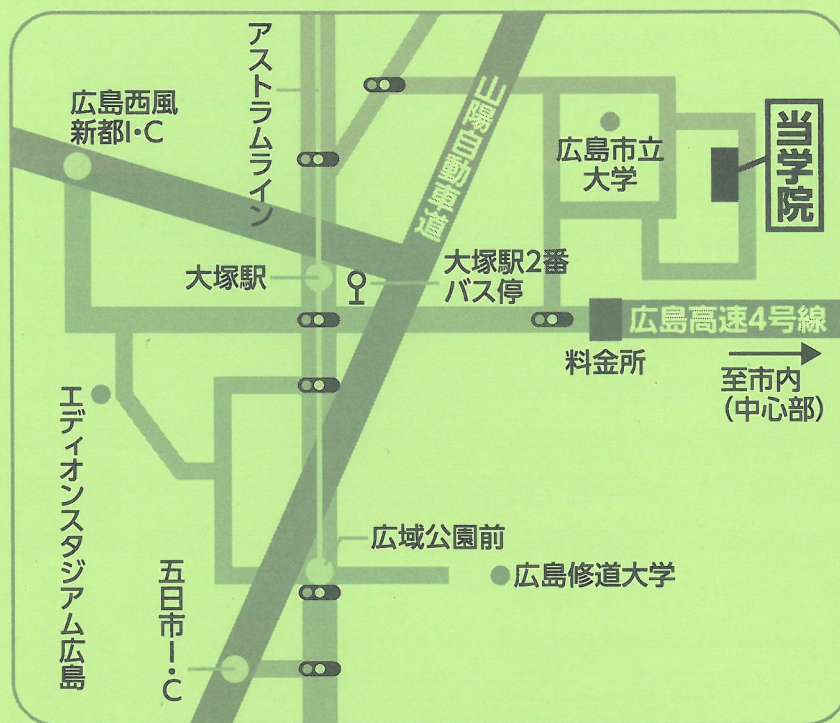 アストラムライン
広島西風
新都I・C
山陽自動車道
広島市立
大学
当学院
大塚駅
大塚駅2番
バス停
広島高速4号線
料金所
至市内
(中心部)
エディオンスタジアム広島
広域公園前
広島修道大学
五日市I・C